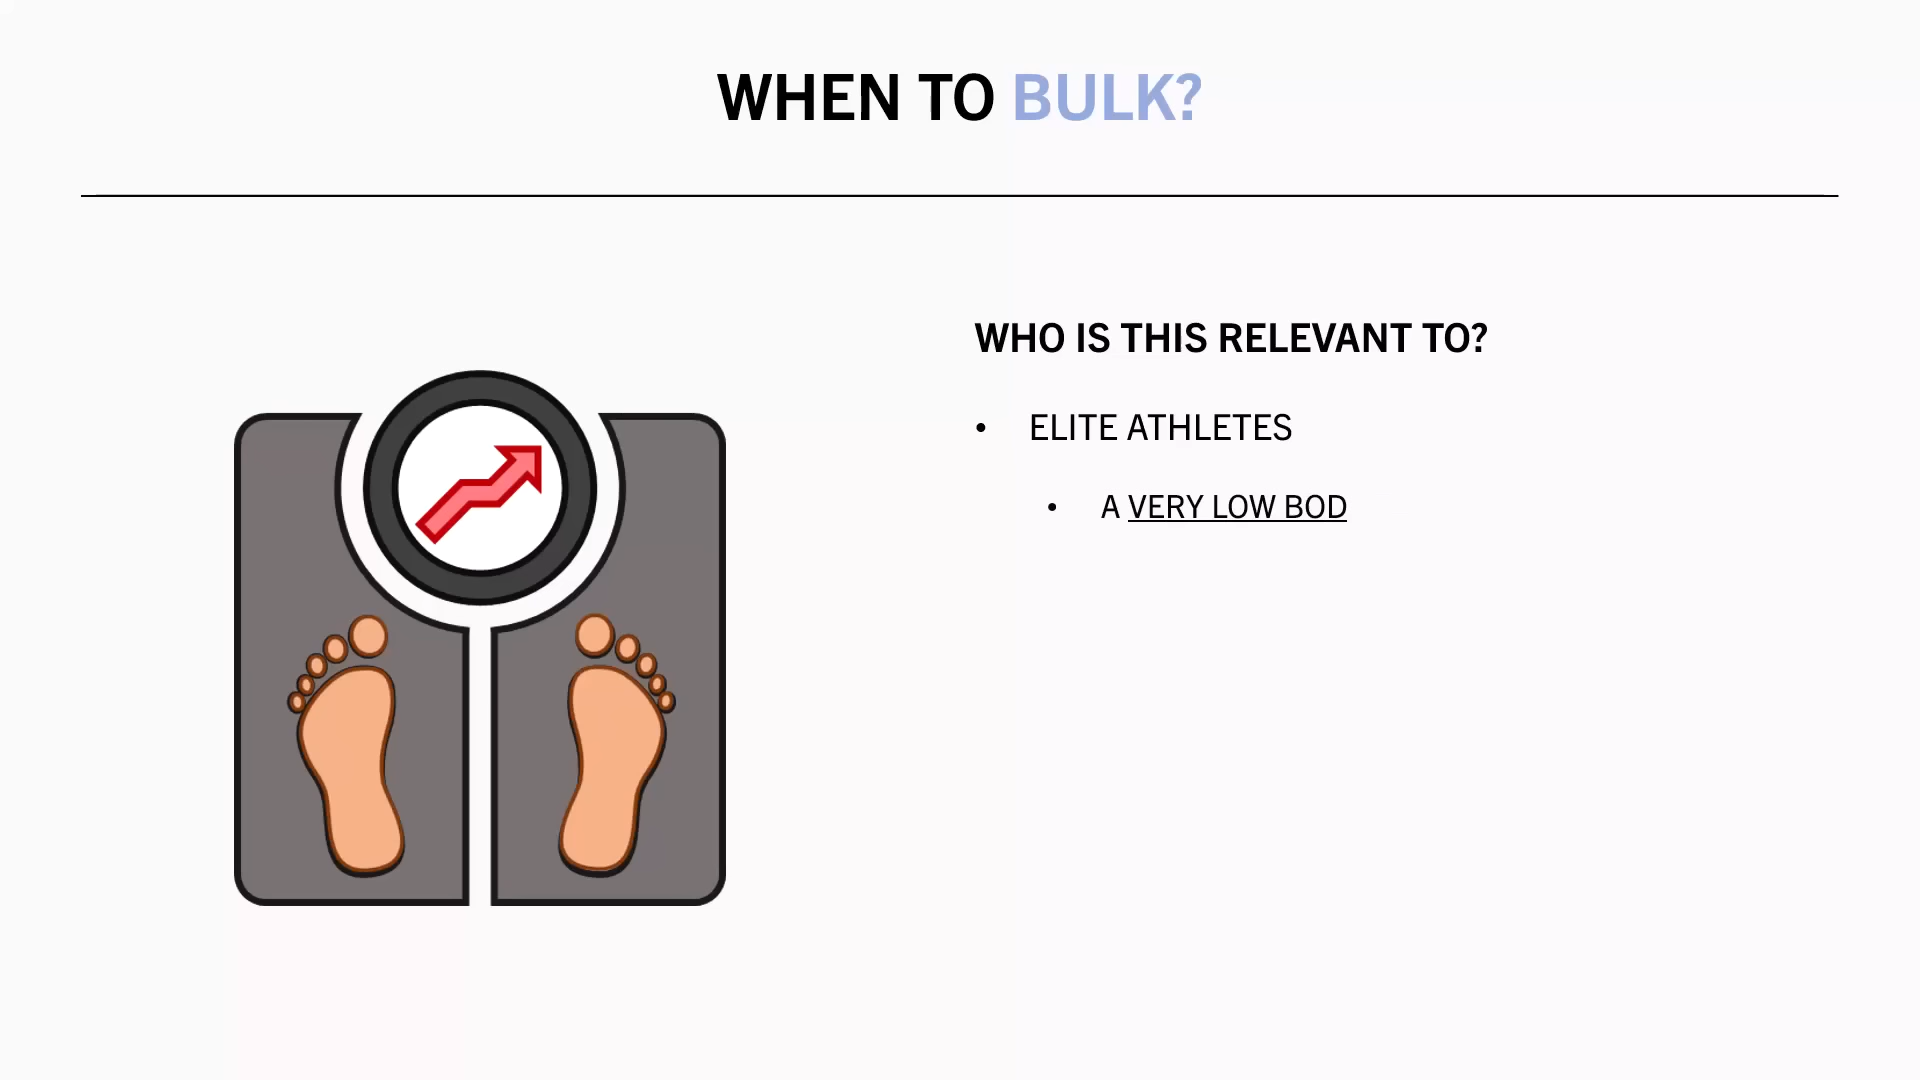 WHEN TO BULK?
WHO IS THIS RELEVANT TO?
• ELITE ATHLETES
• A VERY LOW BOD